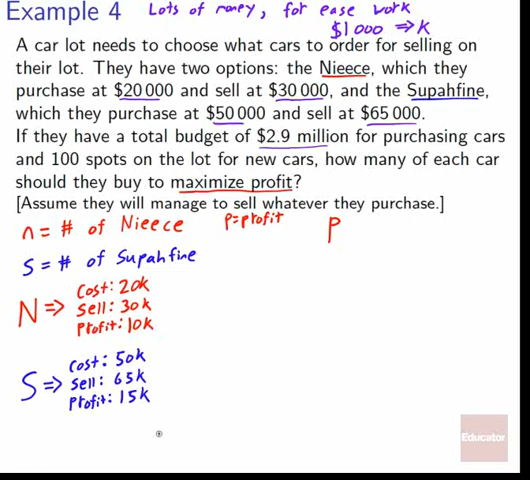 Example 4 Lots of money, for ease work
$1000 ⇒ K
A car lot needs to choose what cars to order for selling on
their lot. They have two options: the Nieece, which they
purchase at $20 000 and sell at $30 000, and the Supahfine,
which they purchase at $50 000 and sell at $65 000.
If they have a total budget of $2.9 million for purchasing cars
and 100 spots on the lot for new cars, how many of each car
should they buy to maximize profit?
[Assume they will manage to sell whatever they purchase.]
n = # of Nieece P=profit P
S = # of Supahfine
Cost: 20k
N ⇒ Sell: 30k
Profit: 10k
Cost: 50k
S ⇒ Sell: 65k
Profit: 15k
Educator